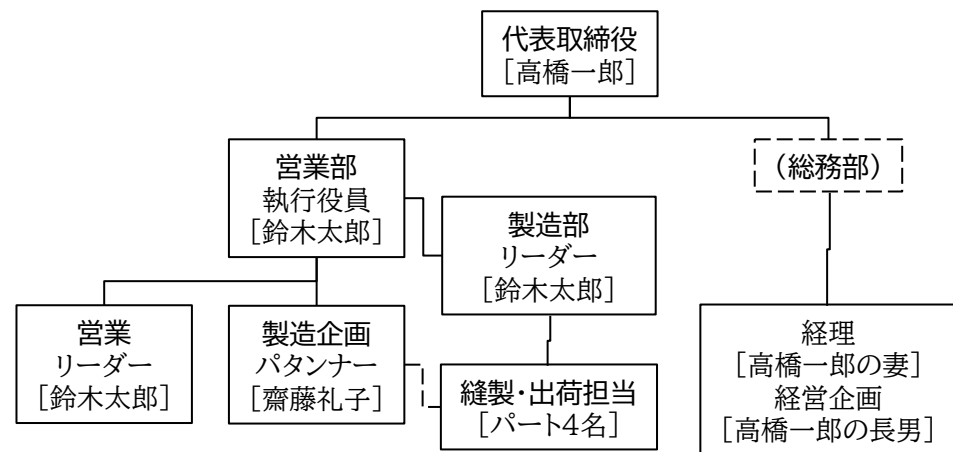 代表取締役
[高橋一郎]
営業部
執行役員
[鈴木太郎]
(総務部)
製造部
リーダー
[鈴木太郎]
営業
リーダー
[鈴木太郎]
製造企画
パタンナー
[齋藤礼子]
縫製・出荷担当
[パート4名]
経理
[高橋一郎の妻]
経営企画
[高橋一郎の長男]